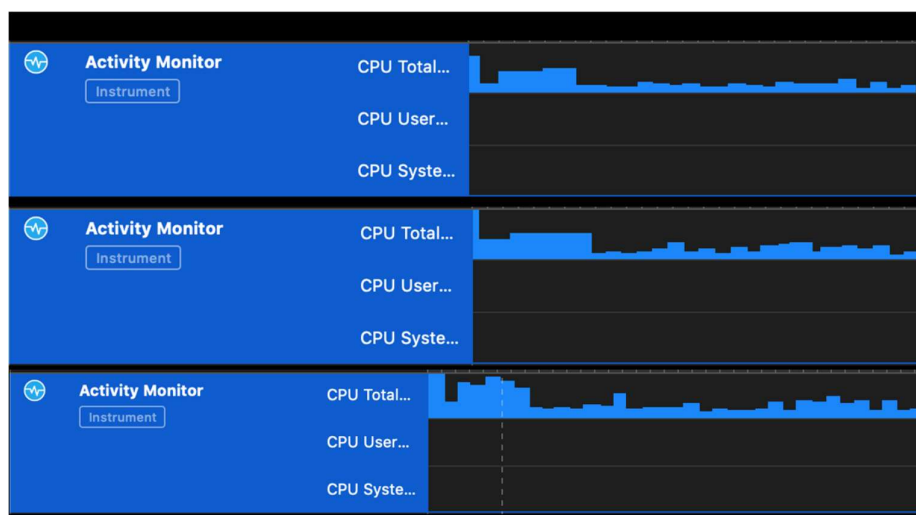 Activity Monitor
CPU Total...
Instrument
CPU User...
CPU Syste...
Activity Monitor
CPU Total...
Instrument
CPU User...
CPU Syste...
Activity Monitor
CPU Total...
Instrument
CPU User...
CPU Syste...